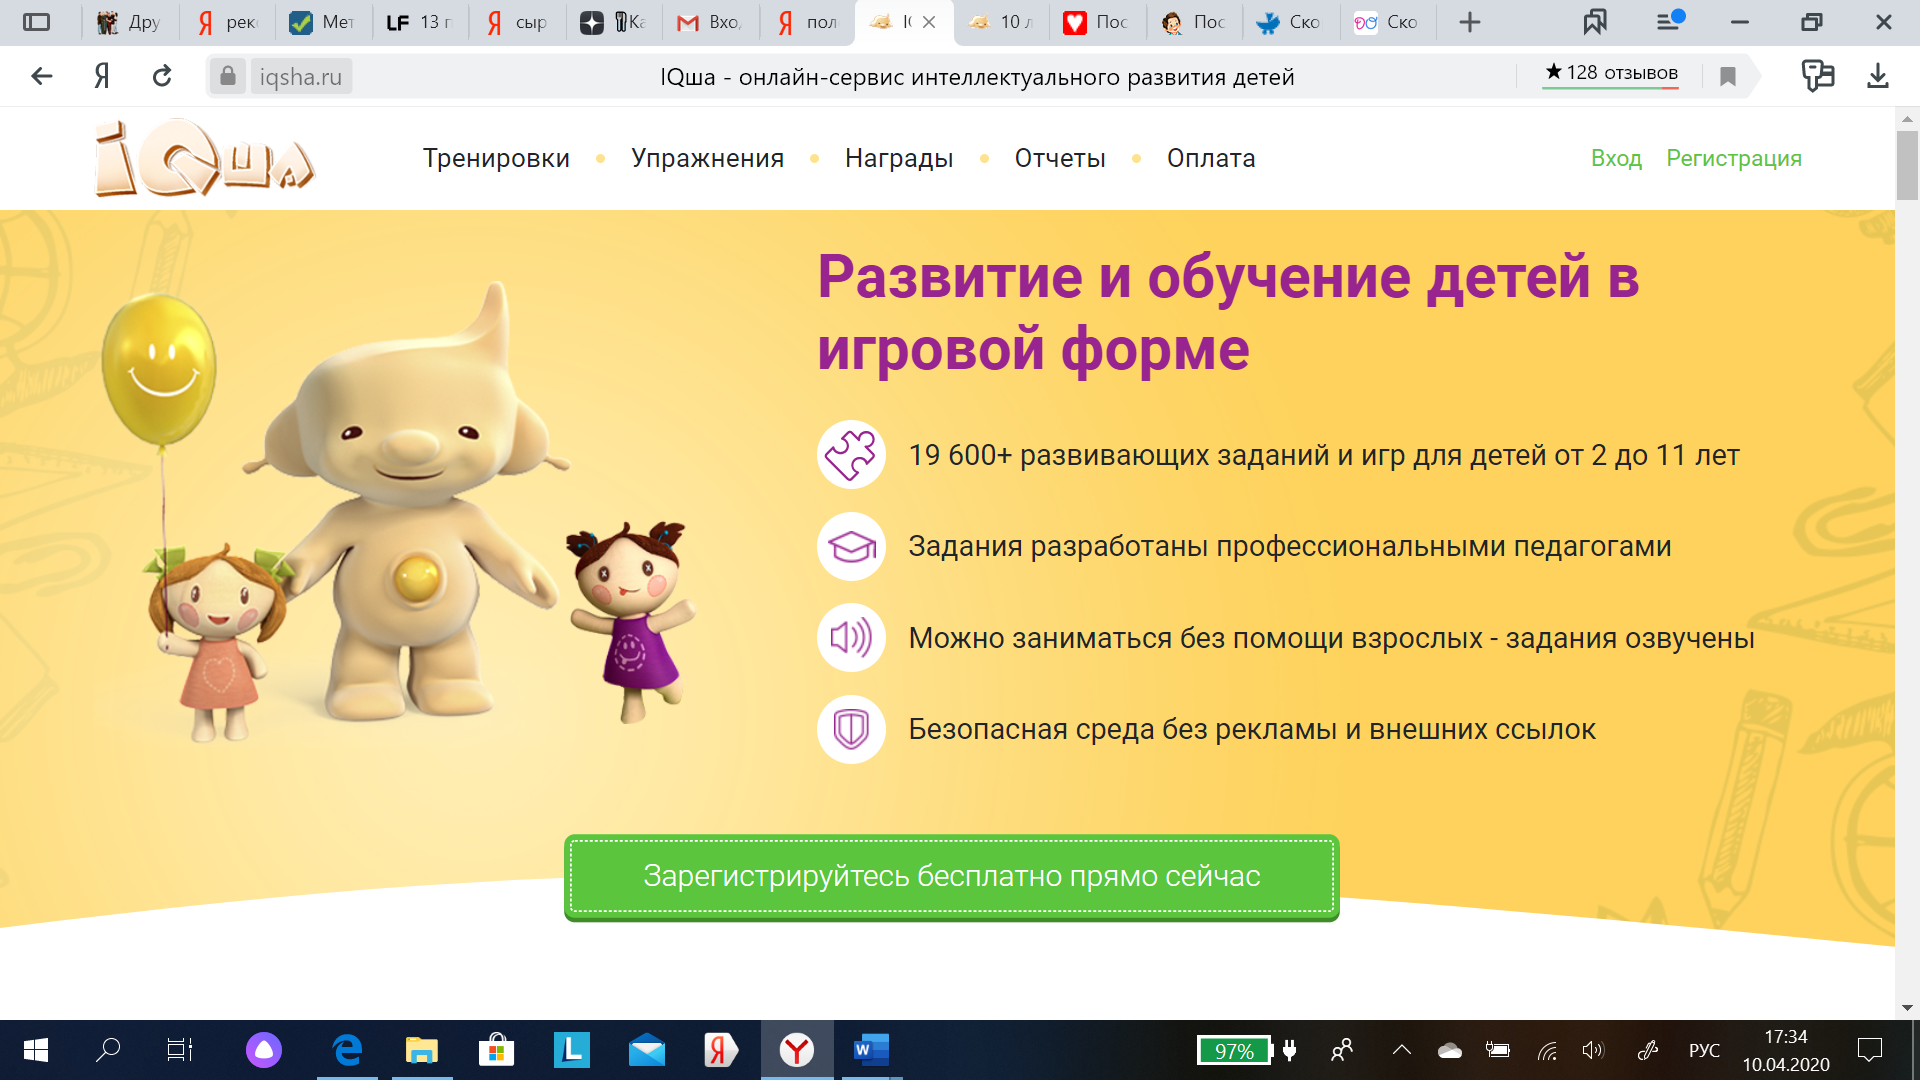 Дру
рек
Мет
LF 13 г
сыр
Ка
Вхо
пол
IC
10 л
Пос
Пос
Ско
Ско
Я
iqsha.ru
IQша - онлайн-сервис интеллектуального развития детей
★ 128 отзывов
iQша
Тренировки • Упражнения • Награды • Отчеты • Оплата
Вход Регистрация
Развитие и обучение детей в
игровой форме
19 600+ развивающих заданий и игр для детей от 2 до 11 лет
Задания разработаны профессиональными педагогами
Можно заниматься без помощи взрослых - задания озвучены
Безопасная среда без рекламы и внешних ссылок
Зарегистрируйтесь бесплатно прямо сейчас
97%
РУС
17:34
10.04.2020